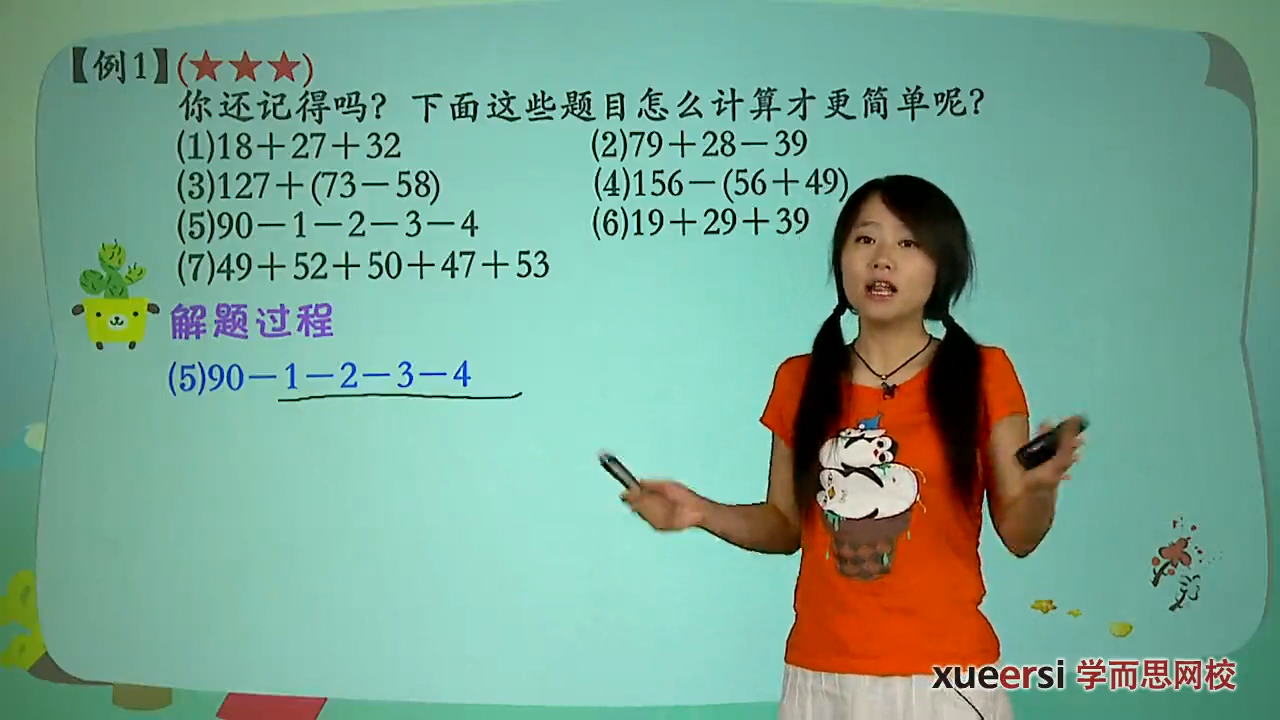 【例1】(★★★)
你还记得吗？下面这些题目怎么计算才更简单呢？
(1)18＋27＋32
(2)79＋28－39
(3)127＋(73－58)
(4)156－(56＋49)
(5)90－1－2－3－4
(6)19＋29＋39
(7)49＋52＋50＋47＋53
解题过程
(5)90－1－2－3－4
xueersi 学而思网校